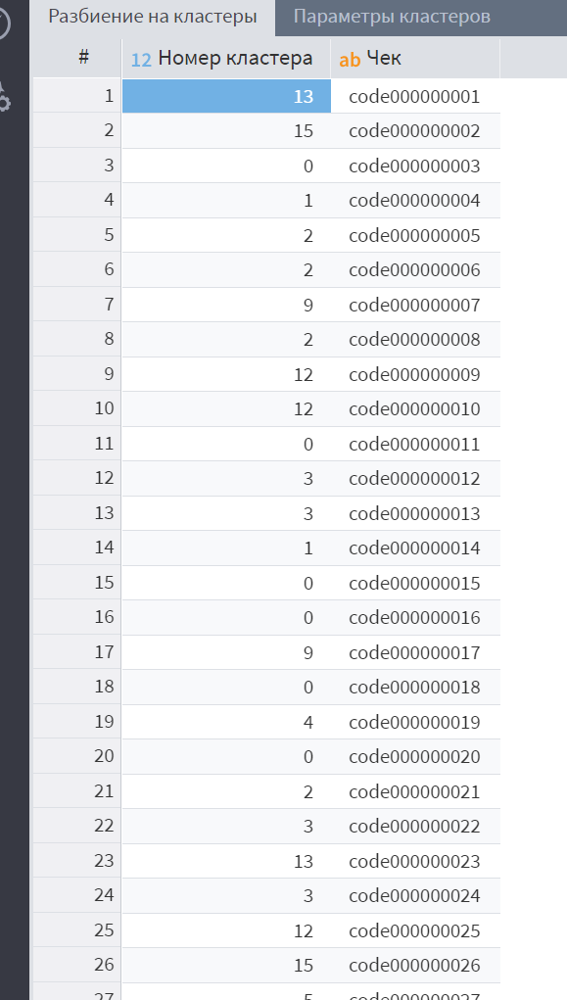 Разбиение на кластеры Параметры кластеров
# 12 Номер кластера ab Чек
1 13 code000000001
2 15 code000000002
3 0 code000000003
4 1 code000000004
5 2 code000000005
6 2 code000000006
7 9 code000000007
8 2 code000000008
9 12 code000000009
10 12 code000000010
11 0 code000000011
12 3 code000000012
13 3 code000000013
14 1 code000000014
15 0 code000000015
16 0 code000000016
17 9 code000000017
18 0 code000000018
19 4 code000000019
20 0 code000000020
21 2 code000000021
22 3 code000000022
23 13 code000000023
24 3 code000000024
25 12 code000000025
26 15 code000000026
27 5 code000000027